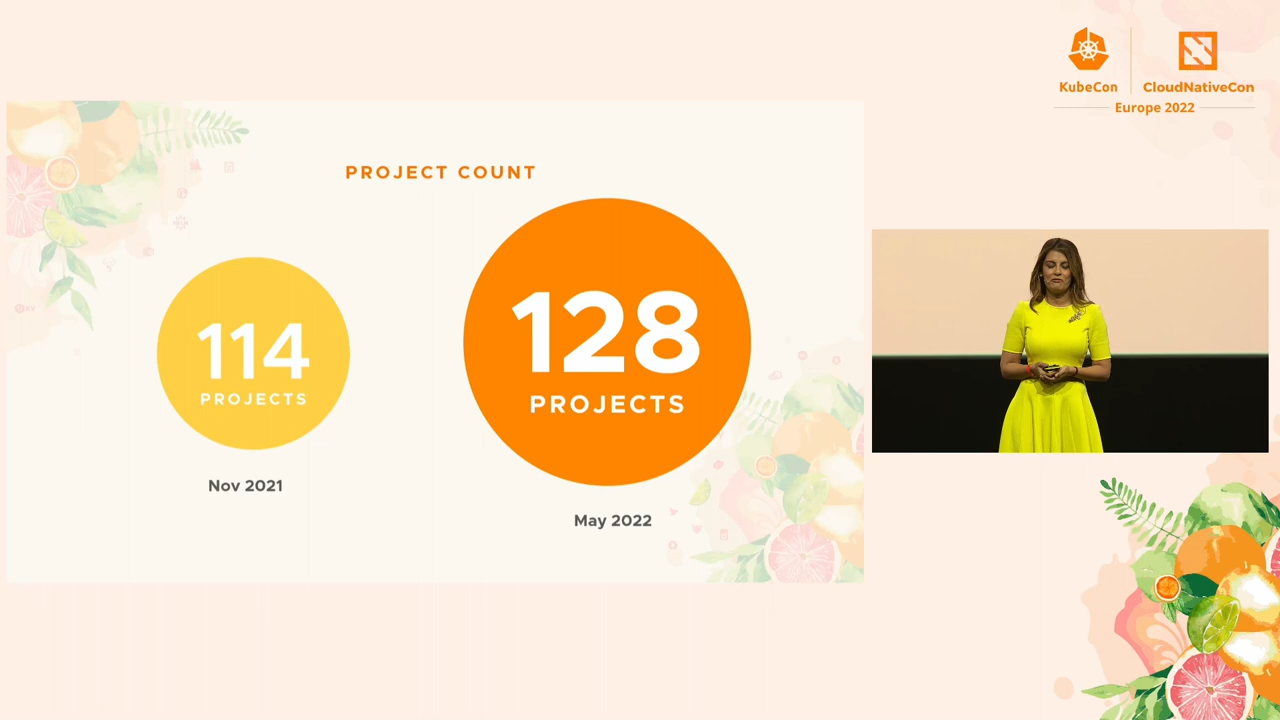 KubeCon
CloudNativeCon
Europe 2022
PROJECT COUNT
114
PROJECTS
Nov 2021
128
PROJECTS
May 2022